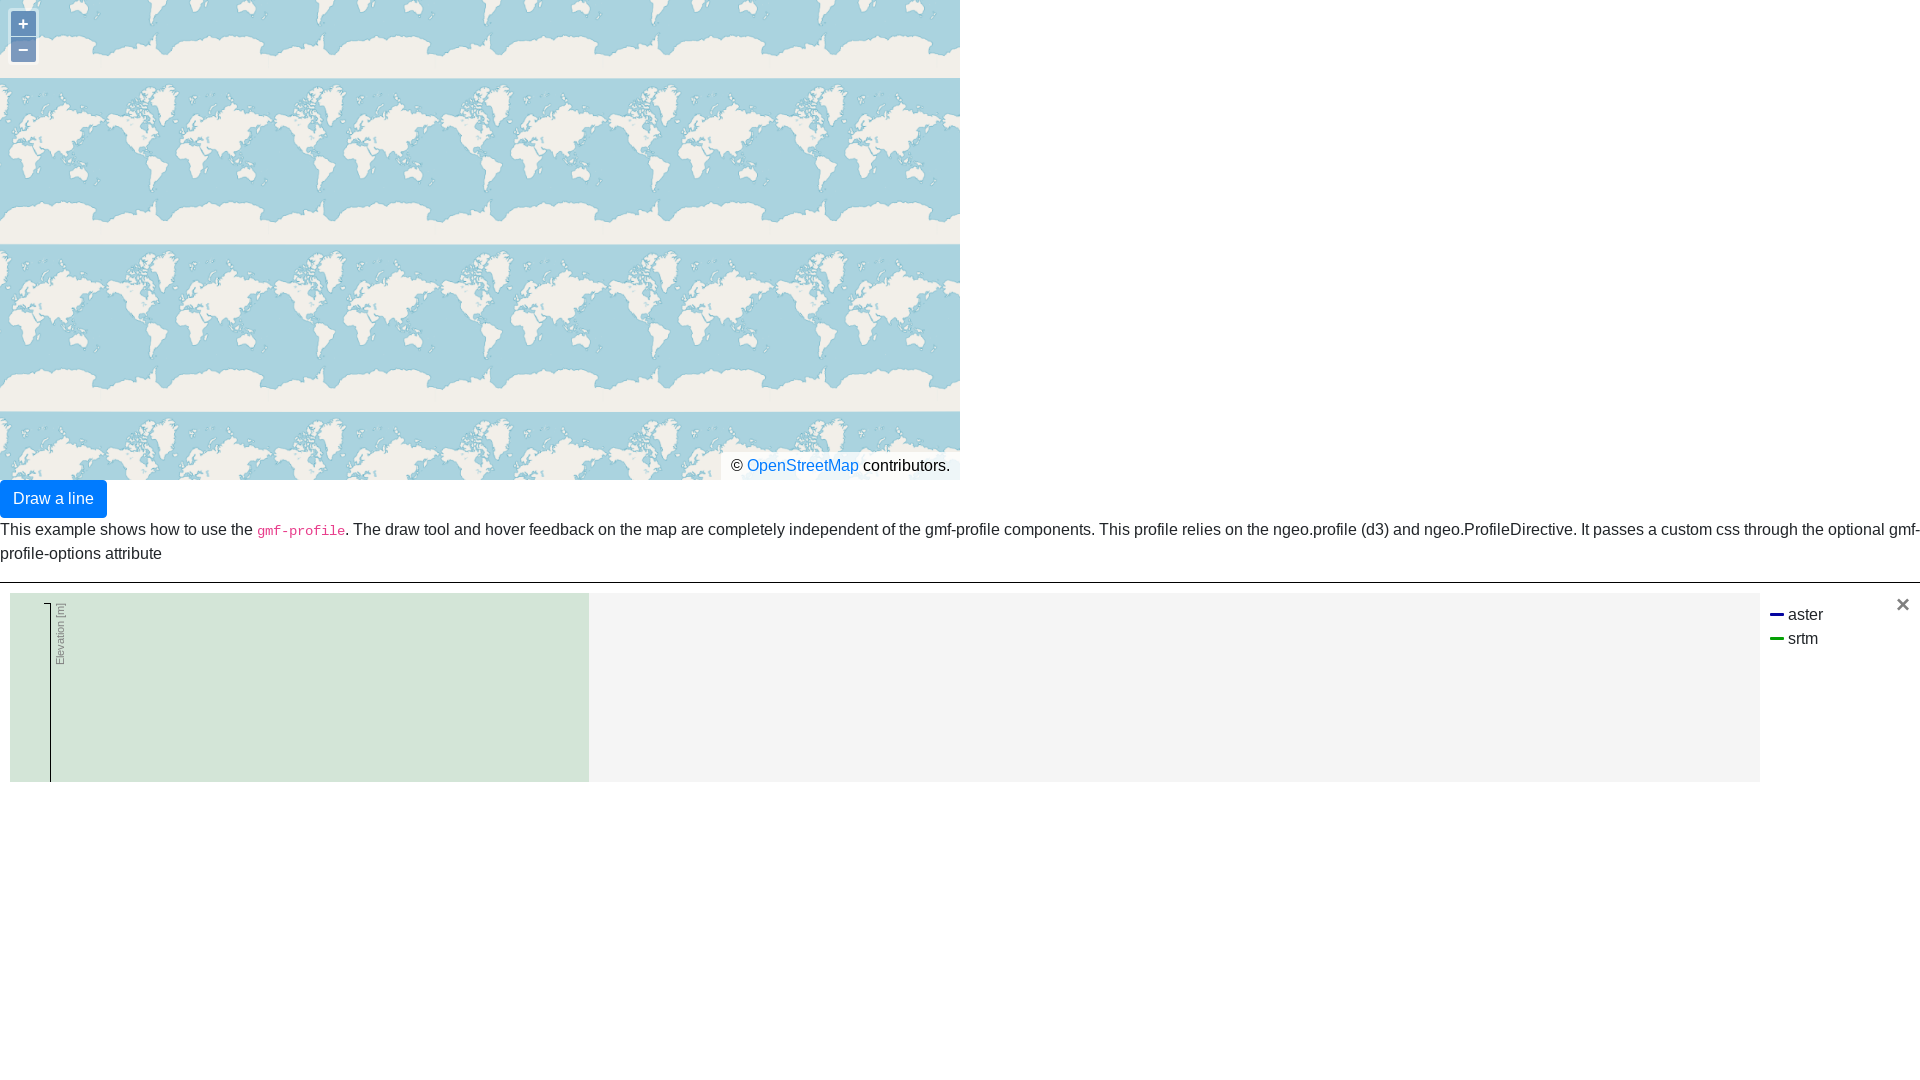 +
−
© OpenStreetMap contributors.
Draw a line
This example shows how to use the gmf-profile. The draw tool and hover feedback on the map are completely independent of the gmf-profile components. This profile relies on the ngeo.profile (d3) and ngeo.ProfileDirective. It passes a custom css through the optional gmf-
profile-options attribute
Elevation [m]
aster
×
srtm